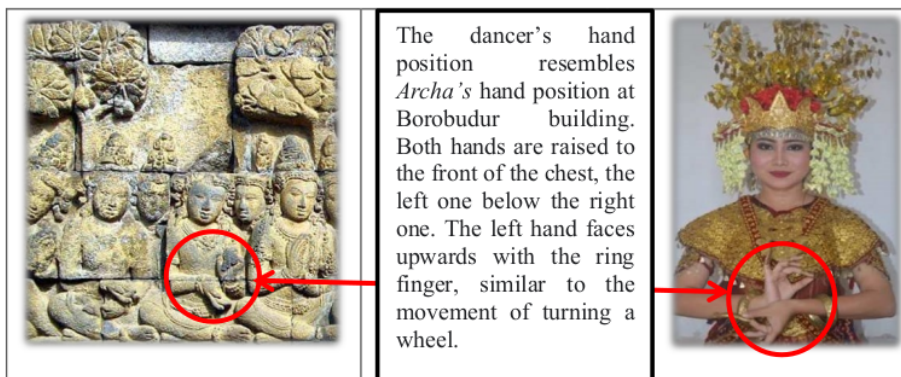 The dancer’s hand
position resembles
Archa’s hand position at
Borobudur building.
Both hands are raised to
the front of the chest, the
left one below the right
one. The left hand faces
upwards with the ring
finger, similar to the
movement of turning a
wheel.